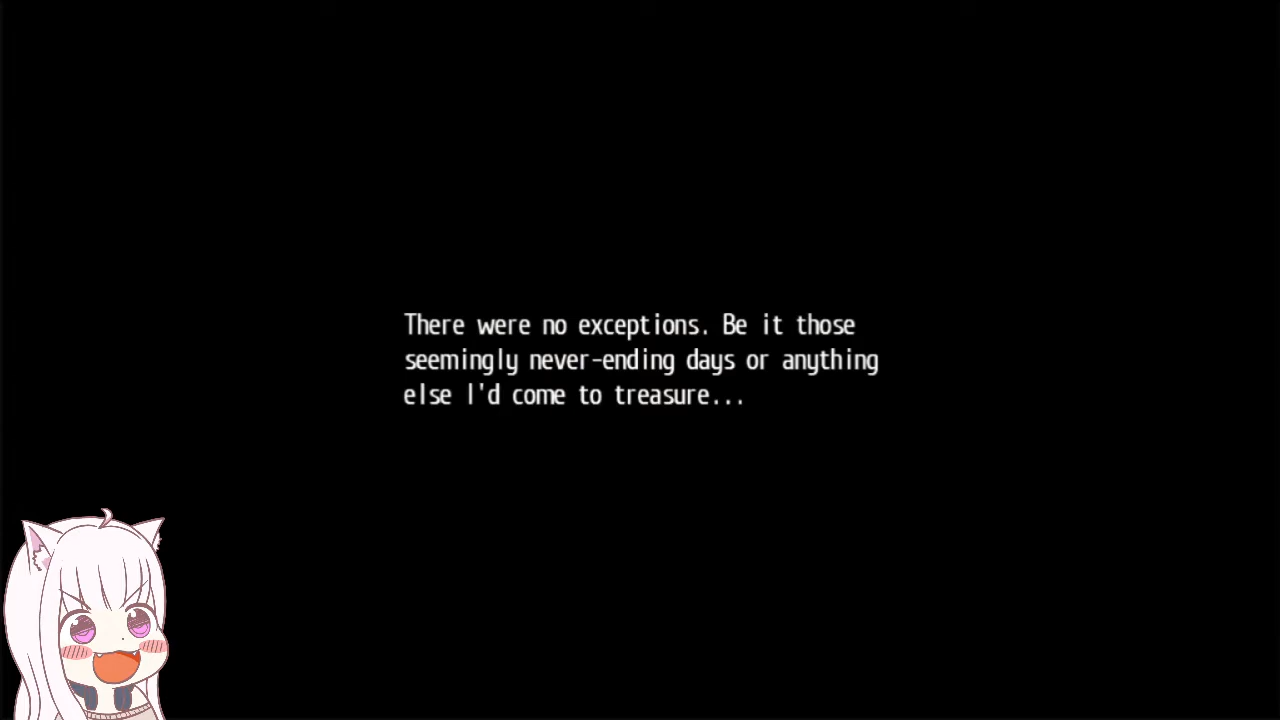 There were no exceptions. Be it those
seemingly never-ending days or anything
else I'd come to treasure...